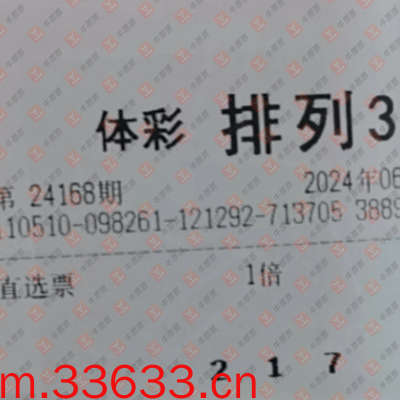 体彩 排列3
第 24168期 2024年06
110510-098261-121292-713705 3889
直选票 1倍
2 1 7
m.33633.cn